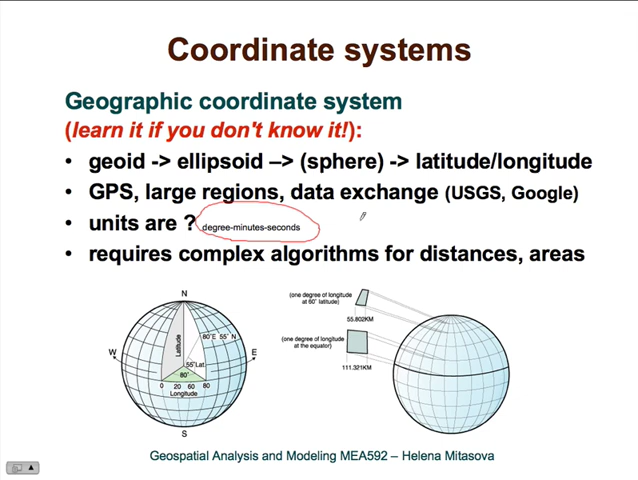 Coordinate systems
Geographic coordinate system
(learn it if you don't know it!):
• geoid -> ellipsoid –> (sphere) -> latitude/longitude
• GPS, large regions, data exchange (USGS, Google)
• units are ? degree-minutes-seconds
• requires complex algorithms for distances, areas
N
W
E
S
Latitude
80°E 55° N
55°Lat.
80°
0 20 60 80
Longitude
(one degree of longitude
at 60° latitude)
55.802KM
(one degree of longitude
at the equator)
111.321KM
Geospatial Analysis and Modeling MEA592 – Helena Mitasova